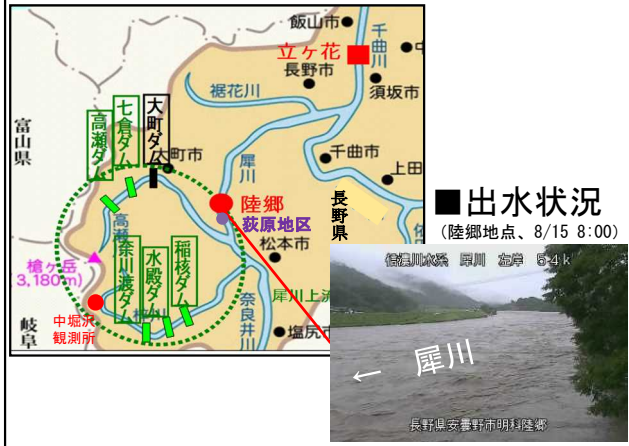 飯山市
千曲川
立ヶ花
長野市
須坂市
裾花川
七倉ダム
高瀬ダム
大町ダム
富山県
犀川
千曲市
上田
陸郷
荻原地区
長野県
松本市
槍ヶ岳
3,180m)
奈川渡ダム
水殿ダム
稲核ダム
犀川上流
奈良井川
中堀沢
観測所
塩尻市
岐阜
■出水状況
(陸郷地点、8/15 8:00)
信濃川水系 犀川 左岸 54k
← 犀川
長野県安曇野市明科陸郷